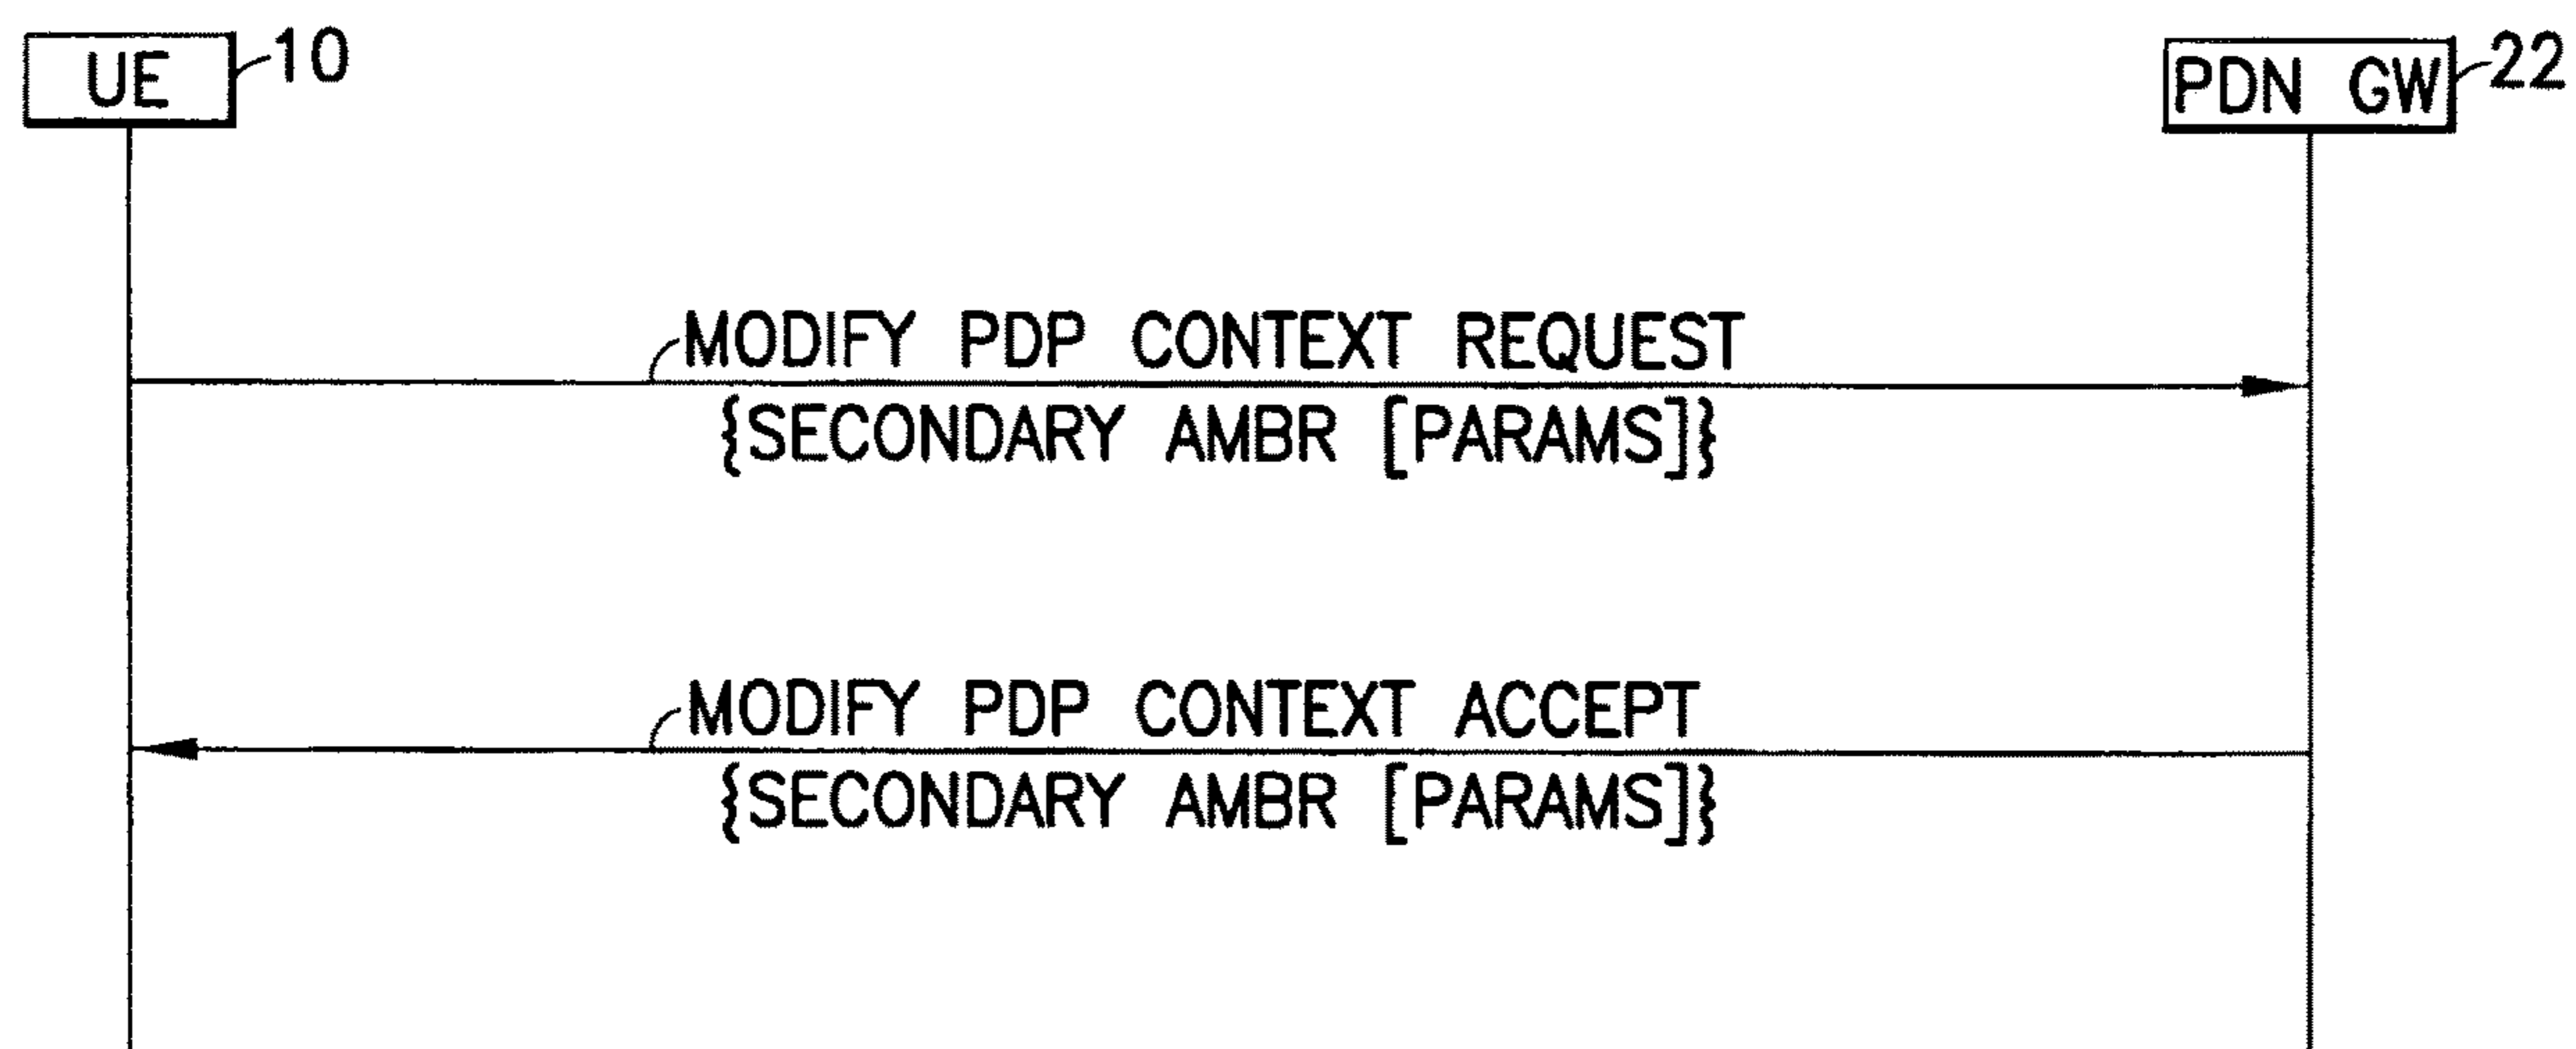 UE 10
PDN GW 22
MODIFY PDP CONTEXT REQUEST
{SECONDARY AMBR [PARAMS]}
MODIFY PDP CONTEXT ACCEPT
{SECONDARY AMBR [PARAMS]}